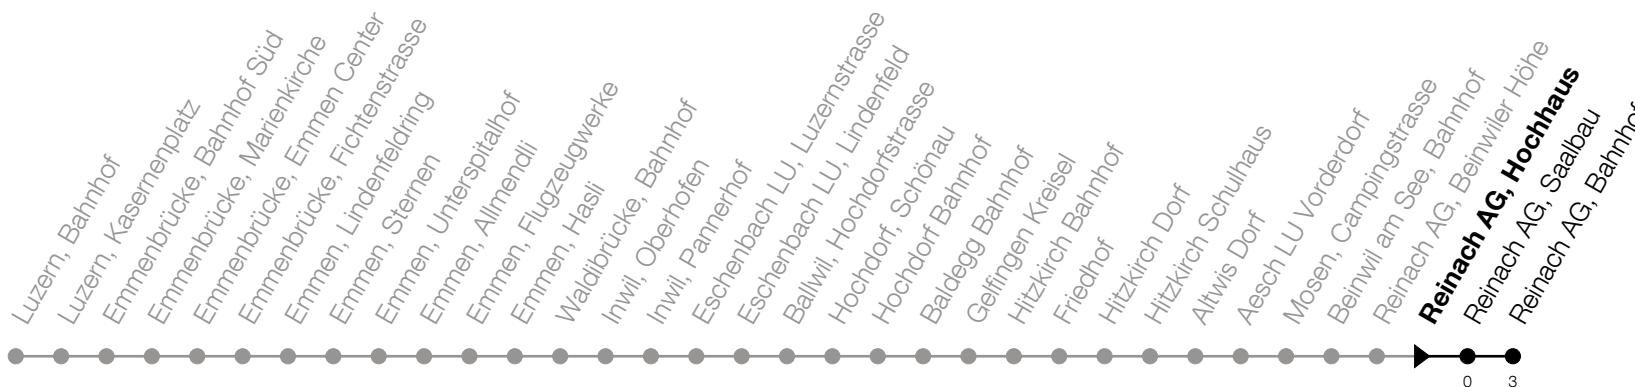 Luzern, Bahnhof
Luzern, Kasernenplatz
Emmenbrücke, Bahnhof Süd
Emmenbrücke, Marienkirche
Emmenbrücke, Emmen Center
Emmenbrücke, Fichtenstrasse
Emmen, Lindenfeldring
Emmen, Sternen
Emmen, Unterspitalhof
Emmen, Allmendli
Emmen, Flugzeugwerke
Emmen, Hasli
Waldibrücke, Bahnhof
Inwil, Oberhofen
Inwil, Pannerhof
Eschenbach LU, Luzernstrasse
Eschenbach LU, Lindenfeld
Ballwil, Hochdorfstrasse
Hochdorf, Schönau
Hochdorf Bahnhof
Baldegg Bahnhof
Gelfingen Kreisel
Hitzkirch Bahnhof
Friedhof
Hitzkirch Dorf
Hitzkirch Schulhaus
Altwis Dorf
Aesch LU Vorderdorf
Mosen, Campingstrasse
Beinwil am See, Bahnhof
Reinach AG, Beinwiler Höhe
Reinach AG, Hochhaus
Reinach AG, Saalbau
Reinach AG, Bahnhof
0
3